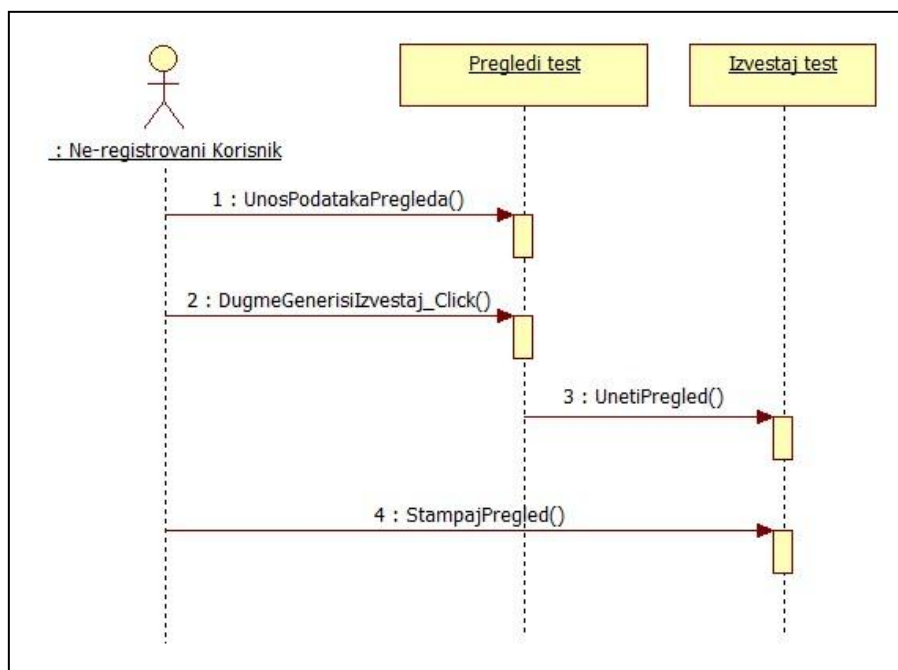 Pregledi test
Izvestaj test
: Ne-registrovani Korisnik
1 : UnosPodatakaPregleda()
2 : DugmeGenerisiIzvestaj_Click()
3 : UnetiPregled()
4 : StampajPregled()